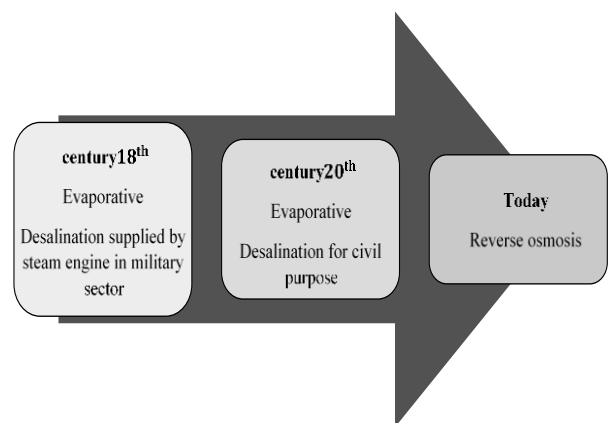 century18th
Evaporative
Desalination supplied by
steam engine in military
sector
century20th
Evaporative
Desalination for civil
purpose
Today
Reverse osmosis